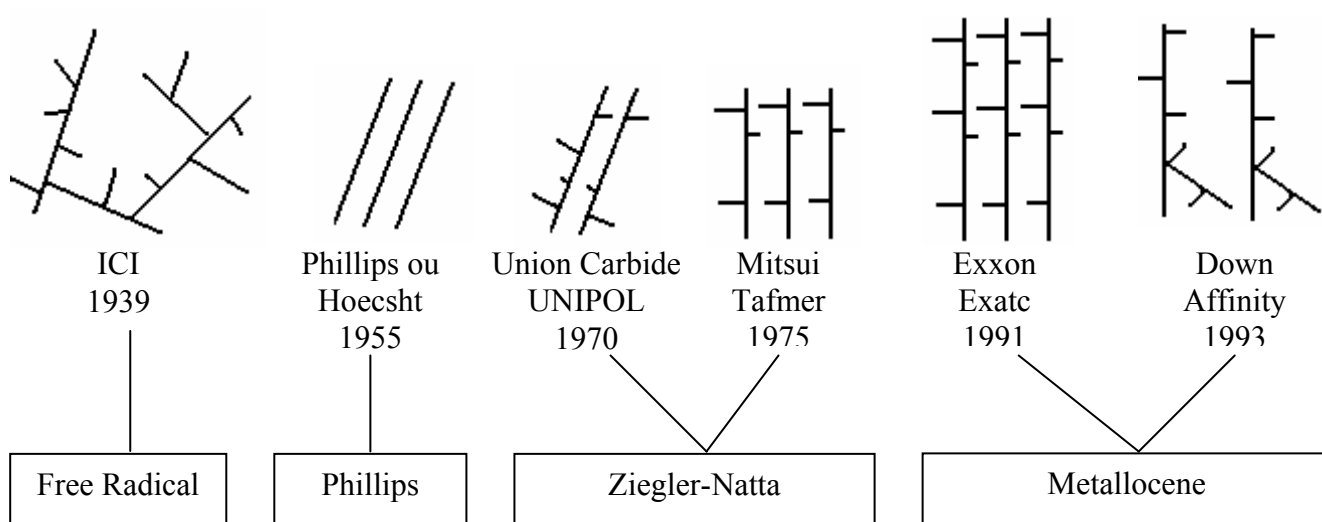 ICI
1939
Phillips ou
Hoecsht
1955
Union Carbide
UNIPOL
1970
Mitsui
Tafmer
1975
Exxon
Exatc
1991
Down
Affinity
1993
Free Radical
Phillips
Ziegler-Natta
Metallocene